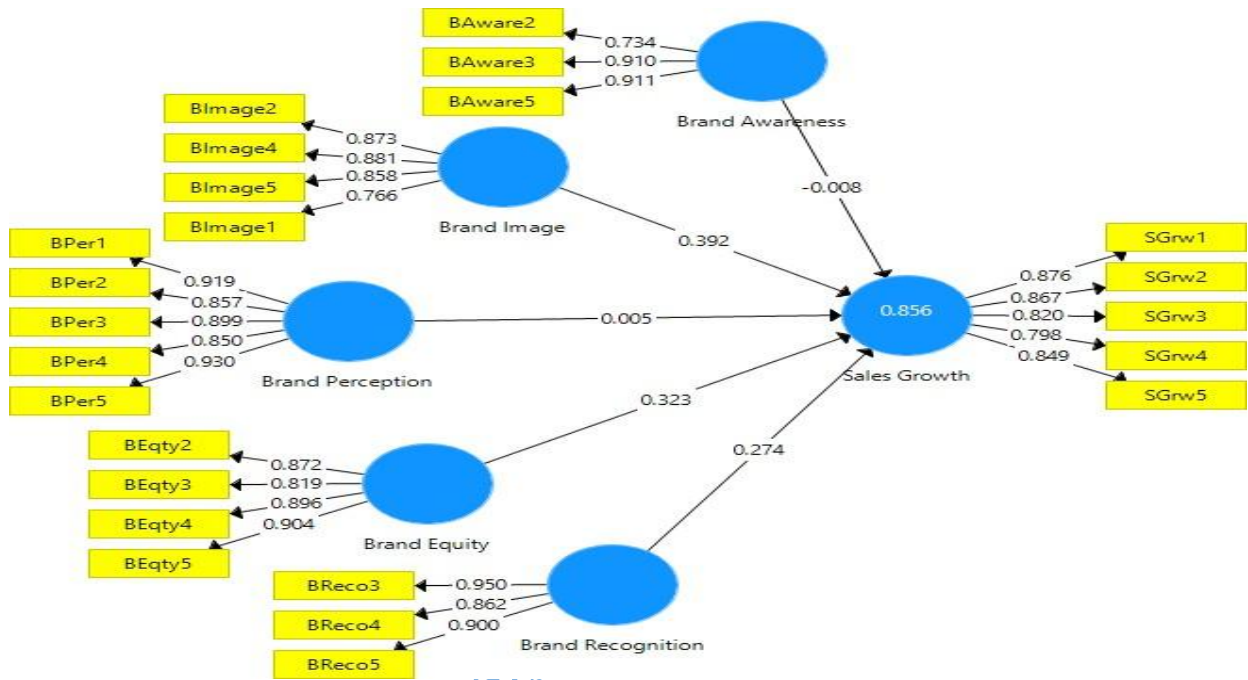 BAware2
0.734
BAware3
0.910
BAware5
0.911
Brand Awareness
BImage2
0.873
BImage4
0.881
BImage5
0.858
BImage1
0.766
Brand Image
-0.008
0.392
BPer1
0.919
BPer2
0.857
BPer3
0.899
BPer4
0.850
BPer5
0.930
Brand Perception
0.005
0.856
Sales Growth
SGrw1
0.876
SGrw2
0.867
SGrw3
0.820
SGrw4
0.798
SGrw5
0.849
0.323
0.274
BEqty2
0.872
BEqty3
0.819
BEqty4
0.896
BEqty5
0.904
Brand Equity
BReco3
0.950
BReco4
0.862
BReco5
0.900
Brand Recognition